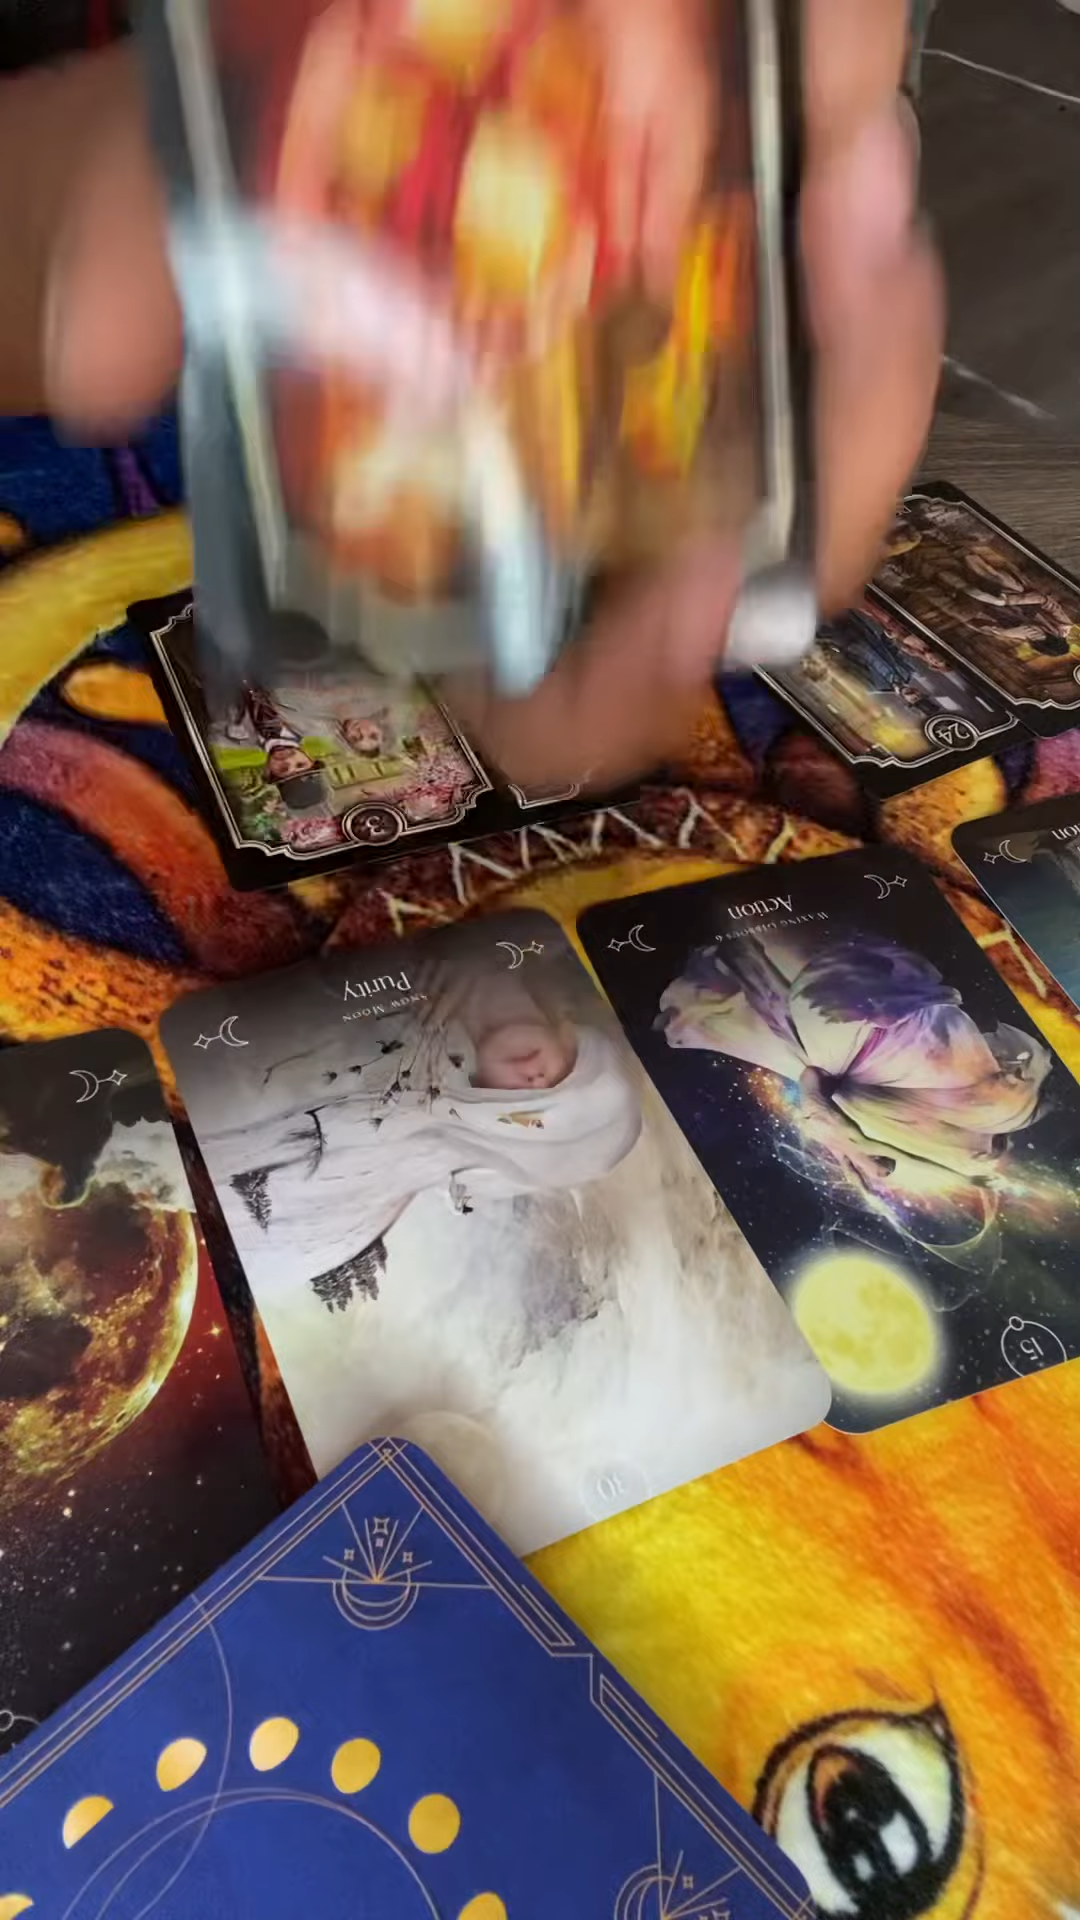 3
24
Action
WAXING GIBBOUS 6
Purity
SNOW MOON
15
30